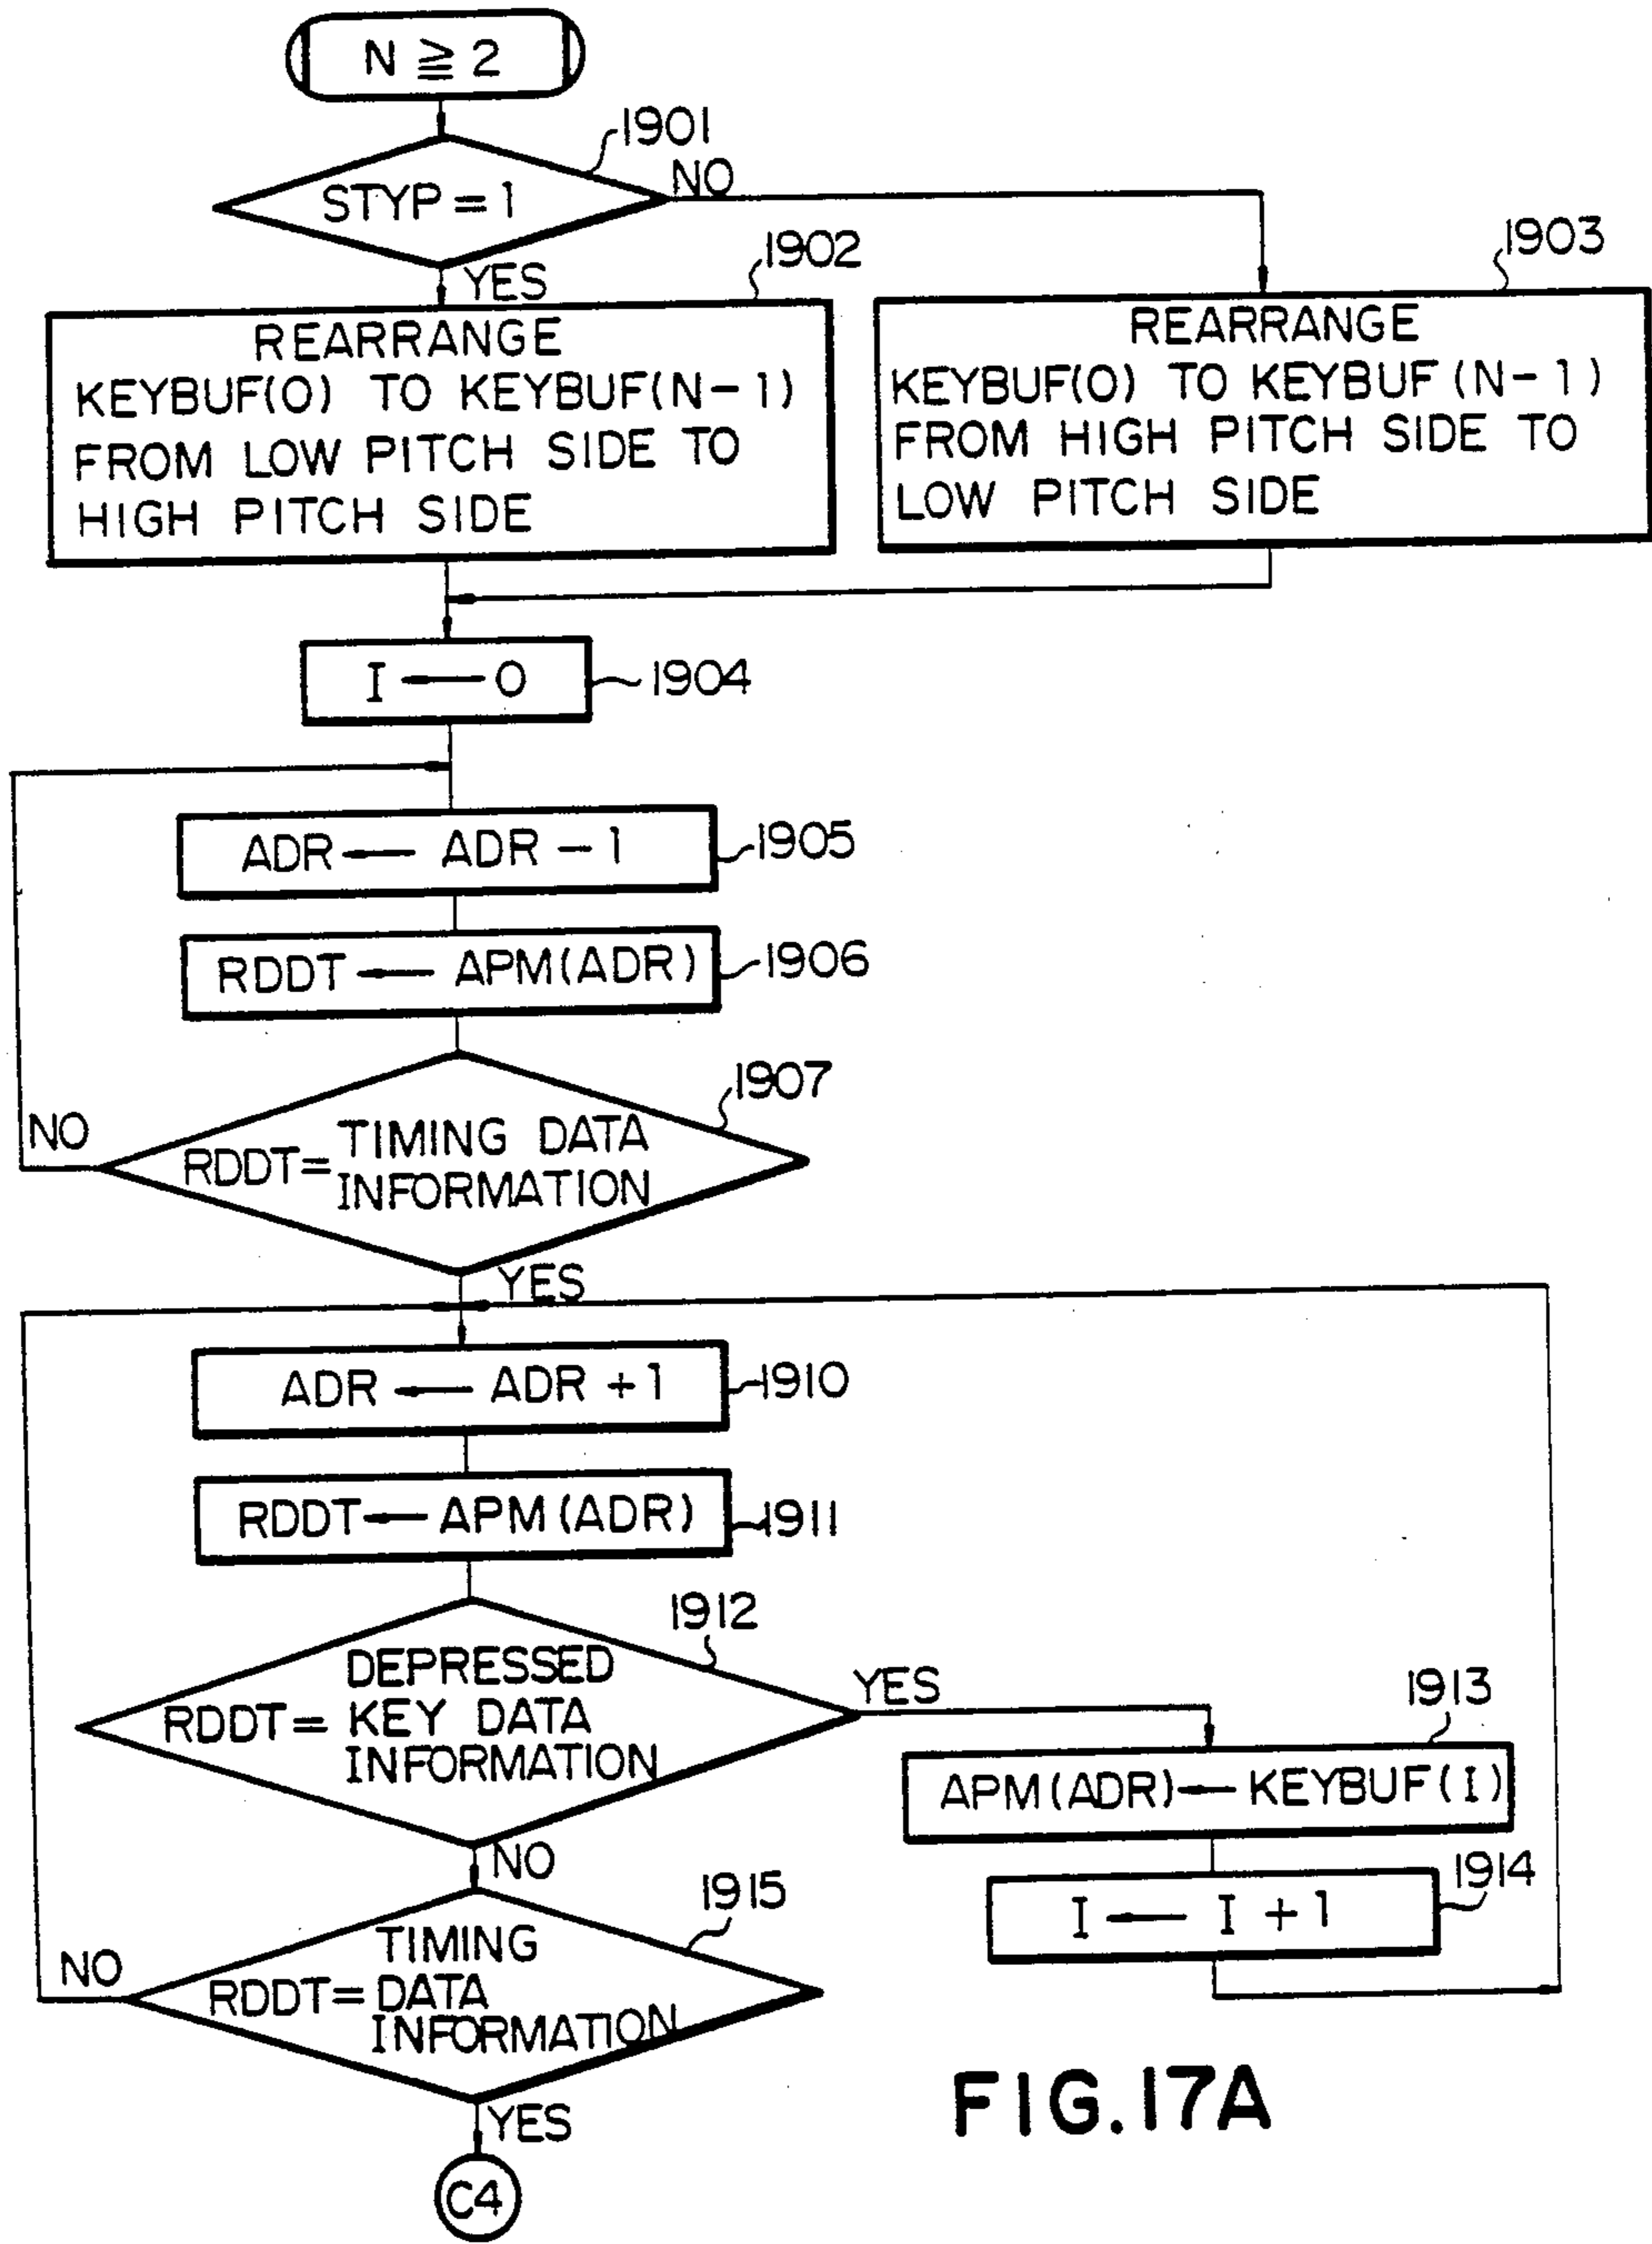 N ≧ 2
1901
STYP = 1
NO
YES
1902
REARRANGE
KEYBUF(0) TO KEYBUF(N-1)
FROM LOW PITCH SIDE TO
HIGH PITCH SIDE
1903
REARRANGE
KEYBUF(0) TO KEYBUF (N-1)
FROM HIGH PITCH SIDE TO
LOW PITCH SIDE
I ← 0
1904
ADR ← ADR - 1
1905
RDDT ← APM(ADR)
1906
1907
NO
RDDT = TIMING DATA
INFORMATION
YES
ADR ← ADR + 1
1910
RDDT ← APM (ADR)
1911
1912
DEPRESSED
RDDT = KEY DATA
INFORMATION
YES
1913
APM (ADR) ← KEYBUF (I)
NO
1914
I ← I + 1
1915
NO
TIMING
RDDT = DATA
INFORMATION
YES
C4
FIG.17A